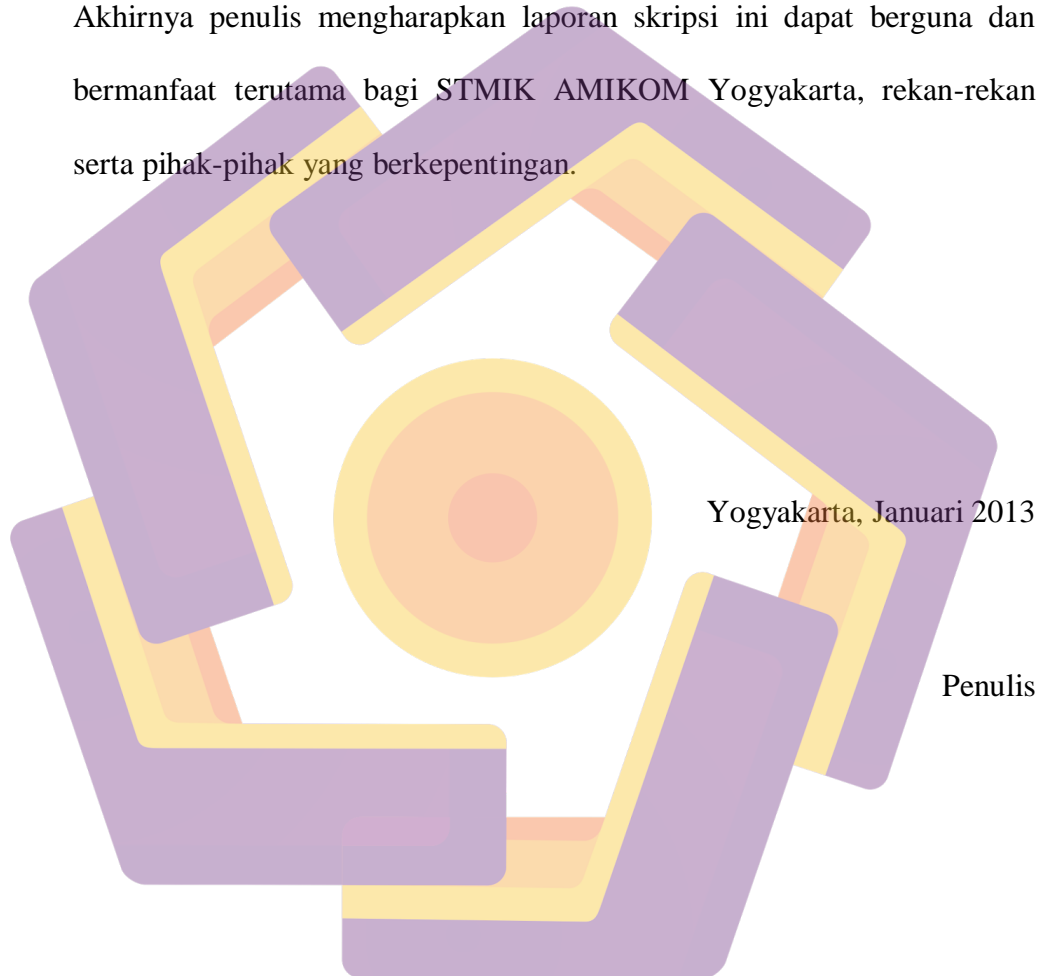 Akhirnya penulis mengharapkan laporan skripsi ini dapat berguna dan
bermanfaat terutama bagi STMIK AMIKOM Yogyakarta, rekan-rekan
serta pihak-pihak yang berkepentingan.
Yogyakarta, Januari 2013
Penulis